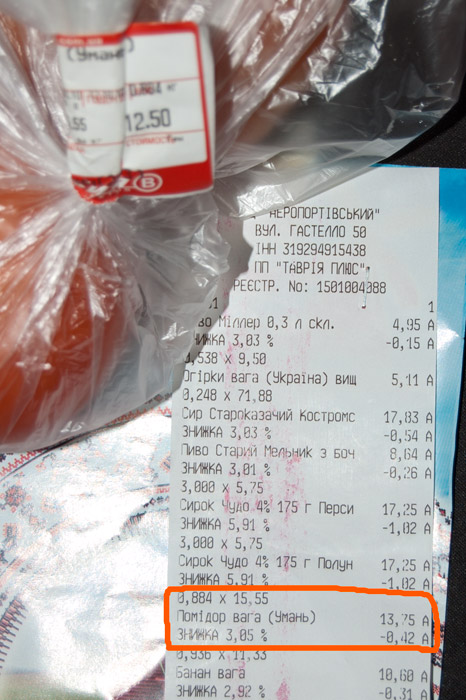 (Умань)
0.884 кг
.55
12.50
"АЕРОПОРТІВСЬКИЙ"
ВУЛ. ГАСТЕЛЛО 50
ІНН 319294915438
ПП "ТАВРІЯ ПЛЮС"
РЕЄСТР. No: 1501004088
1
во Міллер 0,3 л скл. 4,95 А
ЗНИЖКА 3,03 % -0,15 А
0,538 x 9,50
Огірки вага (Україна) вищ 5,11 А
0,248 x 71,88
Сир Староказачий Костромс 17,83 А
ЗНИЖКА 3,03 % -0,54 А
Пиво Старий Мельник з боч 8,64 А
ЗНИЖКА 3,01 % -0,26 А
3,000 x 5,75
Сирок Чудо 4% 175 г Перси 17,25 А
ЗНИЖКА 5,91 % -1,02 А
3,000 x 5,75
Сирок Чудо 4% 175 г Полун 17,25 А
ЗНИЖКА 5,91 % -1,02 А
0,884 x 15,55
Помідор вага (Умань) 13,75 А
ЗНИЖКА 3,05 % -0,42 А
0,936 x 11,33
Банан вага 10,60 А
ЗНИЖКА 2,92 % -0,31 А